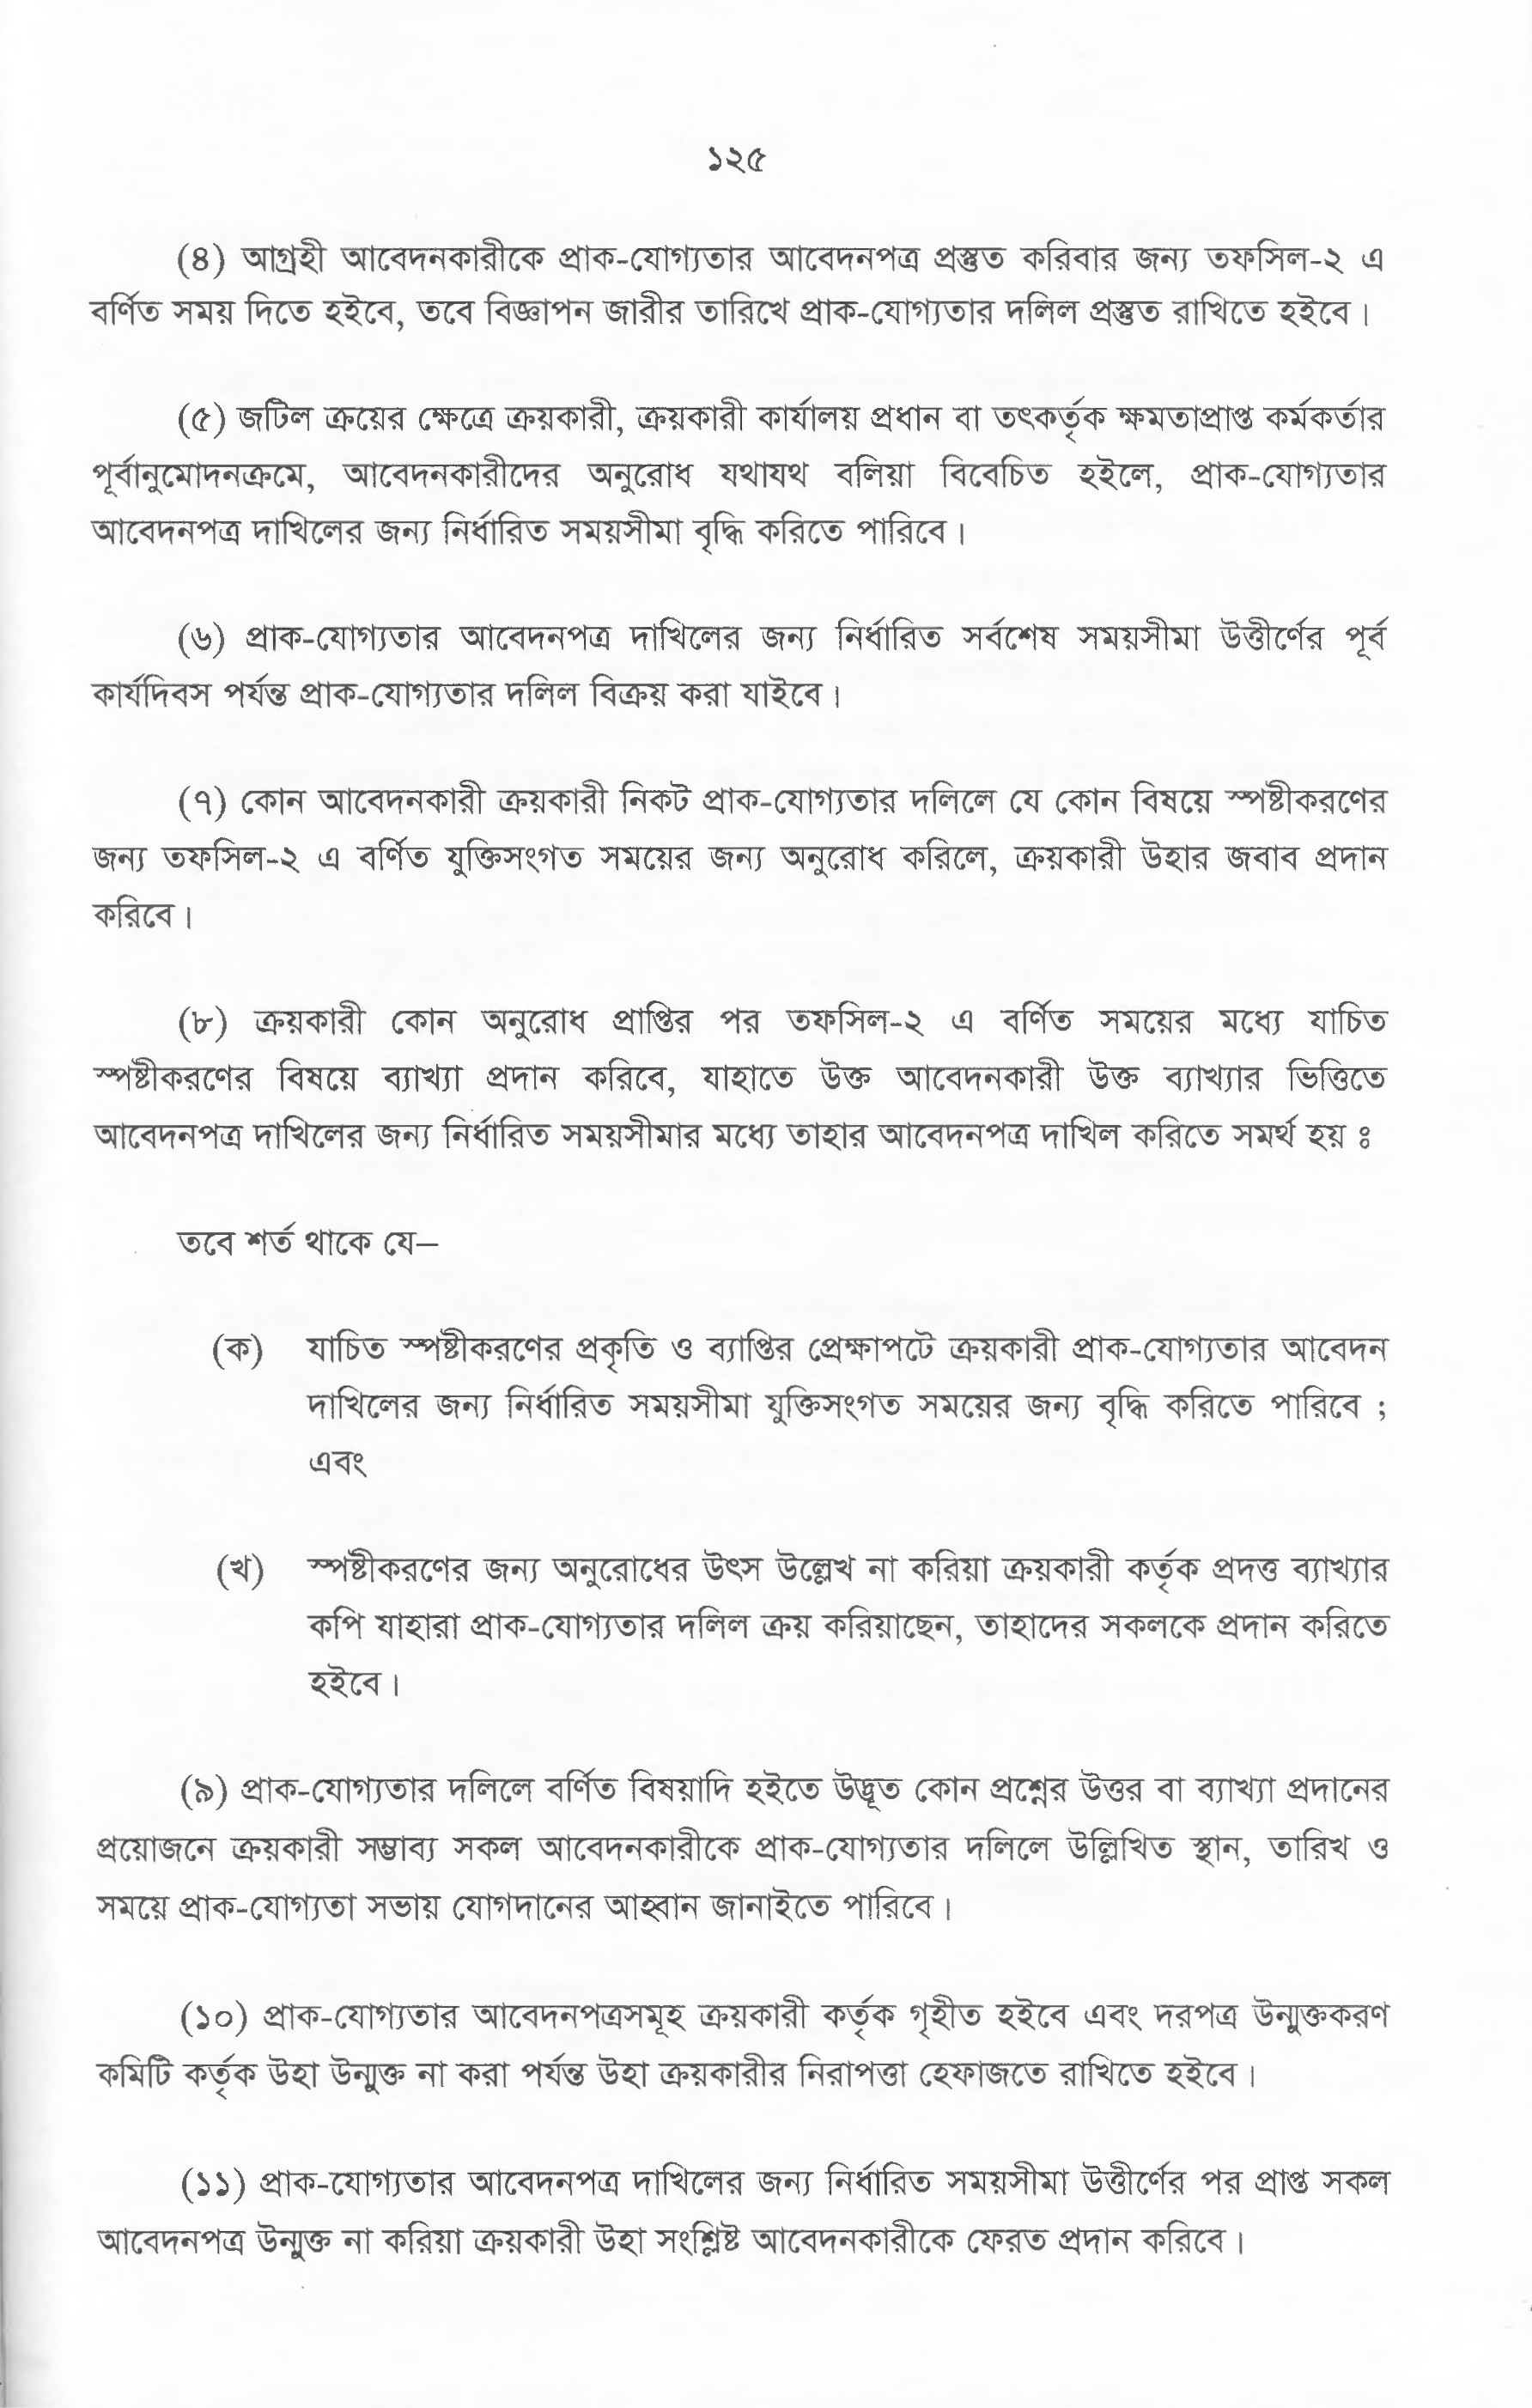 ১২৫
(৪) আগ্রহী আবেদনকারীকে প্রাক-যোগ্যতার আবেদনপত্র প্রস্তুত করিবার জন্য তফসিল-২ এ
বর্ণিত সময় দিতে হইবে, তবে বিজ্ঞাপন জারীর তারিখে প্রাক-যোগ্যতার দলিল প্রস্তুত রাখিতে হইবে।
(৫) জটিল ক্রয়ের ক্ষেত্রে ক্রয়কারী, ক্রয়কারী কার্যালয় প্রধান বা তৎকর্তৃক ক্ষমতাপ্রাপ্ত কর্মকর্তার
পূর্বানুমোদনক্রমে, আবেদনকারীদের অনুরোধ যথাযথ বলিয়া বিবেচিত হইলে, প্রাক-যোগ্যতার
আবেদনপত্র দাখিলের জন্য নির্ধারিত সময়সীমা বৃদ্ধি করিতে পারিবে।
(৬) প্রাক-যোগ্যতার আবেদনপত্র দাখিলের জন্য নির্ধারিত সর্বশেষ সময়সীমা উত্তীর্ণের পূর্ব
কার্যদিবস পর্যন্ত প্রাক-যোগ্যতার দলিল বিক্রয় করা যাইবে।
(৭) কোন আবেদনকারী ক্রয়কারী নিকট প্রাক-যোগ্যতার দলিলে যে কোন বিষয়ে স্পষ্টীকরণের
জন্য তফসিল-২ এ বর্ণিত যুক্তিসংগত সময়ের জন্য অনুরোধ করিলে, ক্রয়কারী উহার জবাব প্রদান
করিবে।
(৮) ক্রয়কারী কোন অনুরোধ প্রাপ্তির পর তফসিল-২ এ বর্ণিত সময়ের মধ্যে যাচিত
স্পষ্টীকরণের বিষয়ে ব্যাখ্যা প্রদান করিবে, যাহাতে উক্ত আবেদনকারী উক্ত ব্যাখ্যার ভিত্তিতে
আবেদনপত্র দাখিলের জন্য নির্ধারিত সময়সীমার মধ্যে তাহার আবেদনপত্র দাখিল করিতে সমর্থ হয় ঃ
তবে শর্ত থাকে যে–
(ক) যাচিত স্পষ্টীকরণের প্রকৃতি ও ব্যাপ্তির প্রেক্ষাপটে ক্রয়কারী প্রাক-যোগ্যতার আবেদন
দাখিলের জন্য নির্ধারিত সময়সীমা যুক্তিসংগত সময়ের জন্য বৃদ্ধি করিতে পারিবে ;
এবং
(খ) স্পষ্টীকরণের জন্য অনুরোধের উৎস উল্লেখ না করিয়া ক্রয়কারী কর্তৃক প্রদত্ত ব্যাখ্যার
কপি যাহারা প্রাক-যোগ্যতার দলিল ক্রয় করিয়াছেন, তাহাদের সকলকে প্রদান করিতে
হইবে।
(৯) প্রাক-যোগ্যতার দলিলে বর্ণিত বিষয়াদি হইতে উদ্ভূত কোন প্রশ্নের উত্তর বা ব্যাখ্যা প্রদানের
প্রয়োজনে ক্রয়কারী সম্ভাব্য সকল আবেদনকারীকে প্রাক-যোগ্যতার দলিলে উল্লিখিত স্থান, তারিখ ও
সময়ে প্রাক-যোগ্যতা সভায় যোগদানের আহ্বান জানাইতে পারিবে।
(১০) প্রাক-যোগ্যতার আবেদনপত্রসমূহ ক্রয়কারী কর্তৃক গৃহীত হইবে এবং দরপত্র উন্মুক্তকরণ
কমিটি কর্তৃক উহা উন্মুক্ত না করা পর্যন্ত উহা ক্রয়কারীর নিরাপত্তা হেফাজতে রাখিতে হইবে।
(১১) প্রাক-যোগ্যতার আবেদনপত্র দাখিলের জন্য নির্ধারিত সময়সীমা উত্তীর্ণের পর প্রাপ্ত সকল
আবেদনপত্র উন্মুক্ত না করিয়া ক্রয়কারী উহা সংশ্লিষ্ট আবেদনকারীকে ফেরত প্রদান করিবে।